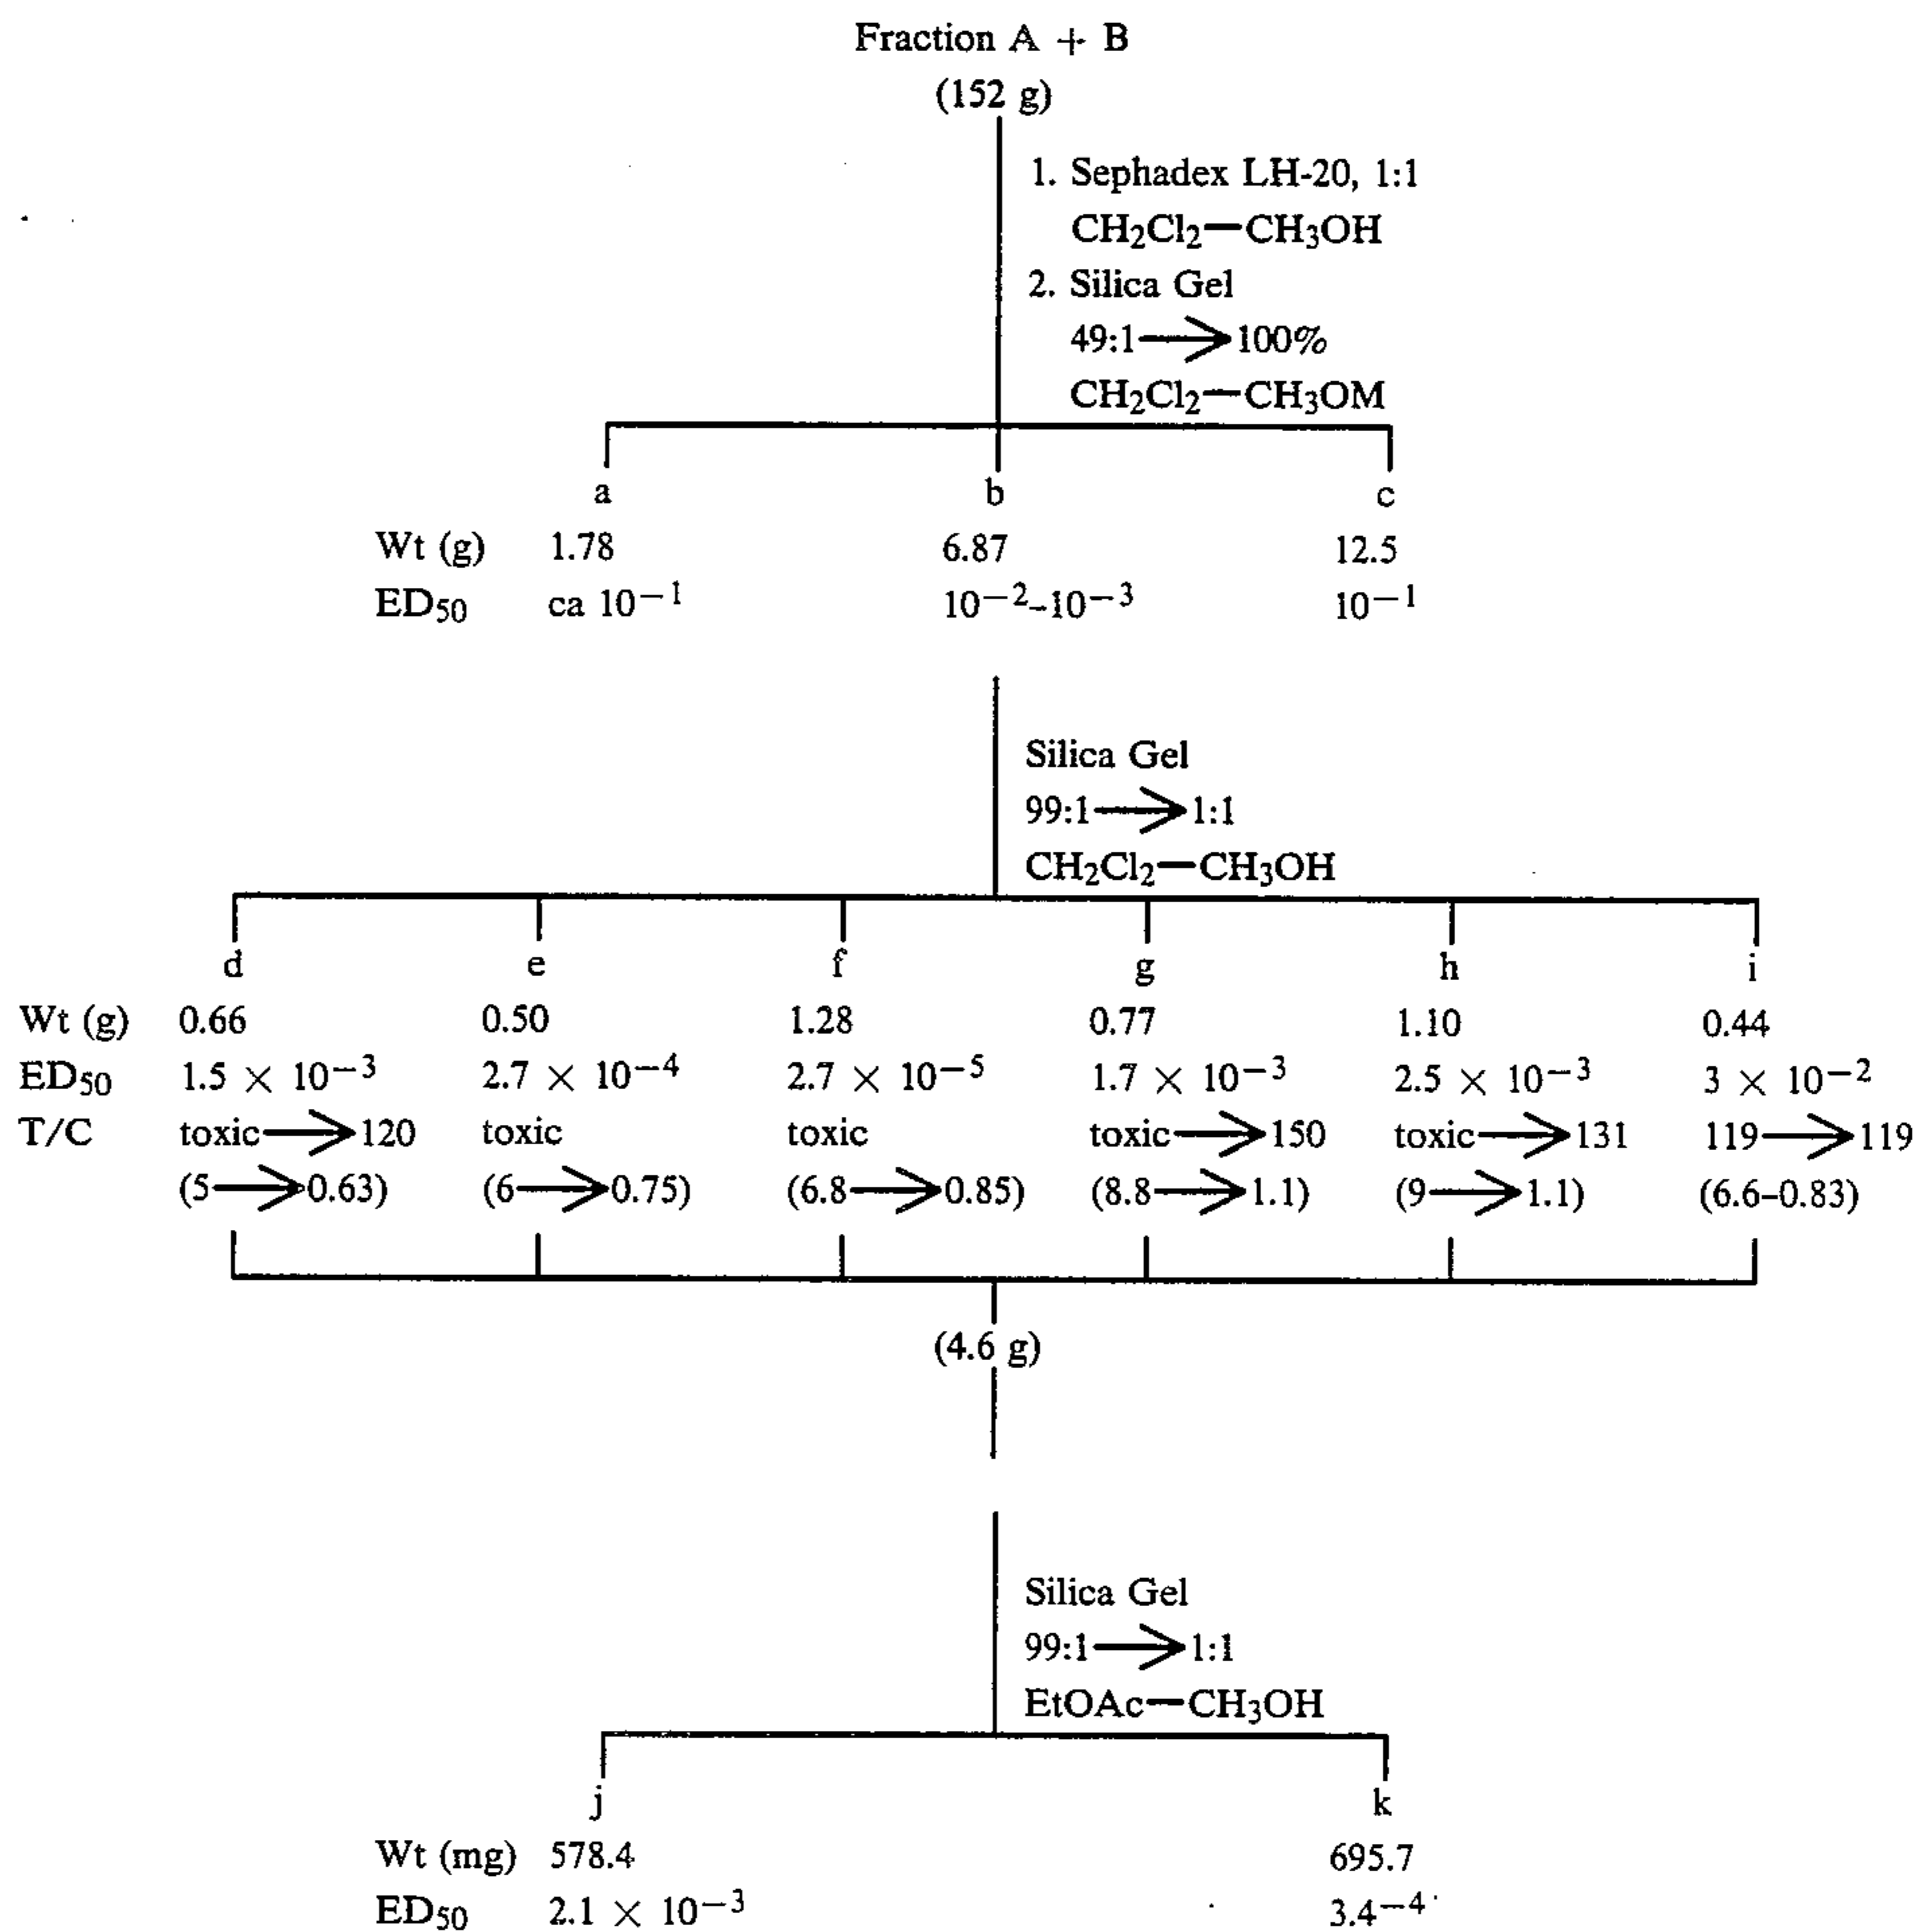 Fraction A + B
(152 g)
1. Sephadex LH-20, 1:1
CH2Cl2—CH3OH
2. Silica Gel
49:1⟶100%
CH2Cl2—CH3OM
a b c
Wt (g) 1.78 6.87 12.5
ED50 ca 10−1 10−2-10−3 10−1
Silica Gel
99:1⟶1:1
CH2Cl2—CH3OH
d e f g h i
Wt (g) 0.66 0.50 1.28 0.77 1.10 0.44
ED50 1.5 × 10−3 2.7 × 10−4 2.7 × 10−5 1.7 × 10−3 2.5 × 10−3 3 × 10−2
T/C toxic⟶120 toxic toxic toxic⟶150 toxic⟶131 119⟶119
(5⟶0.63) (6⟶0.75) (6.8⟶0.85) (8.8⟶1.1) (9⟶1.1) (6.6-0.83)
(4.6 g)
Silica Gel
99:1⟶1:1
EtOAc—CH3OH
j k
Wt (mg) 578.4 695.7
ED50 2.1 × 10−3 3.4−4